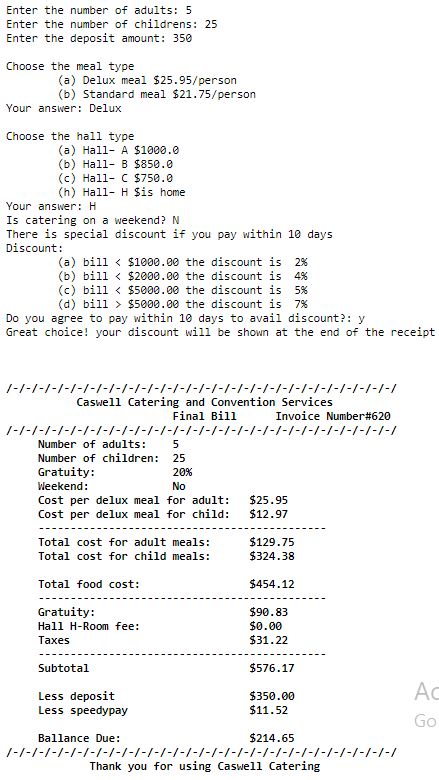 Enter the number of adults: 5
Enter the number of childrens: 25
Enter the deposit amount: 350
Choose the meal type
(a) Delux meal $25.95/person
(b) Standard meal $21.75/person
Your answer: Delux
Choose the hall type
(a) Hall- A $1000.0
(b) Hall- B $850.0
(c) Hall- C $750.0
(h) Hall- H $is home
Your answer: H
Is catering on a weekend? N
There is special discount if you pay within 10 days
Discount:
(a) bill < $1000.00 the discount is 2%
(b) bill < $2000.00 the discount is 4%
(c) bill < $5000.00 the discount is 5%
(d) bill > $5000.00 the discount is 7%
Do you agree to pay within 10 days to avail discount?: y
Great choice! your discount will be shown at the end of the receipt
/-/-/-/-/-/-/-/-/-/-/-/-/-/-/-/-/-/-/-/-/-/-/-/-/-/-/-/-/-/-/
Caswell Catering and Convention Services
Final Bill Invoice Number#620
/-/-/-/-/-/-/-/-/-/-/-/-/-/-/-/-/-/-/-/-/-/-/-/-/-/-/-/-/-/-/
Number of adults: 5
Number of children: 25
Gratuity: 20%
Weekend: No
Cost per delux meal for adult: $25.95
Cost per delux meal for child: $12.97
---------------------------------------------
Total cost for adult meals: $129.75
Total cost for child meals: $324.38
Total food cost: $454.12
---------------------------------------------
Gratuity: $90.83
Hall H-Room fee: $0.00
Taxes $31.22
---------------------------------------------
Subtotal $576.17
Less deposit $350.00
Less speedypay $11.52
Ballance Due: $214.65
/-/-/-/-/-/-/-/-/-/-/-/-/-/-/-/-/-/-/-/-/-/-/-/-/-/-/-/-/-/-/
Thank you for using Caswell Catering
Ac
Go